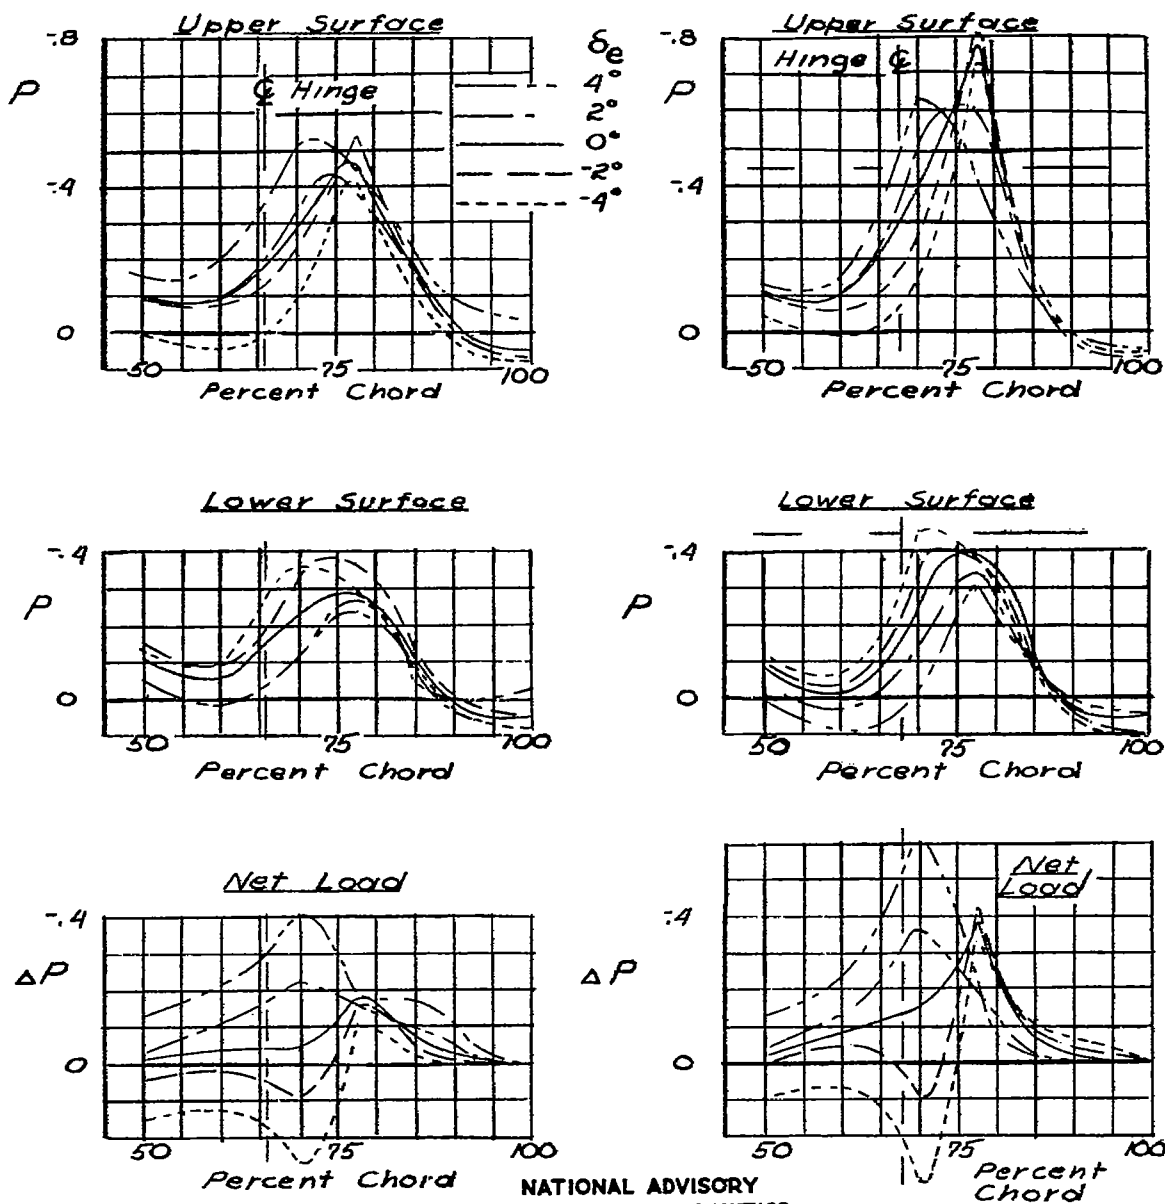 Upper Surface
-.8
P
℄ Hinge
-.4
0
50 75 100
Percent Chord
δe
4°
2°
0°
-2°
-4°
Upper Surface
-.8
Hinge ℄
P
-.4
0
50 75 100
Percent Chord
Lower Surface
-.4
P
0
50 75 100
Percent Chord
Lower Surface
-.4
P
0
50 75 100
Percent Chord
Net Load
-.4
ΔP
0
50 75 100
Percent Chord
Net
Load
-.4
ΔP
0
50 75 100
Percent
Chord
NATIONAL ADVISORY